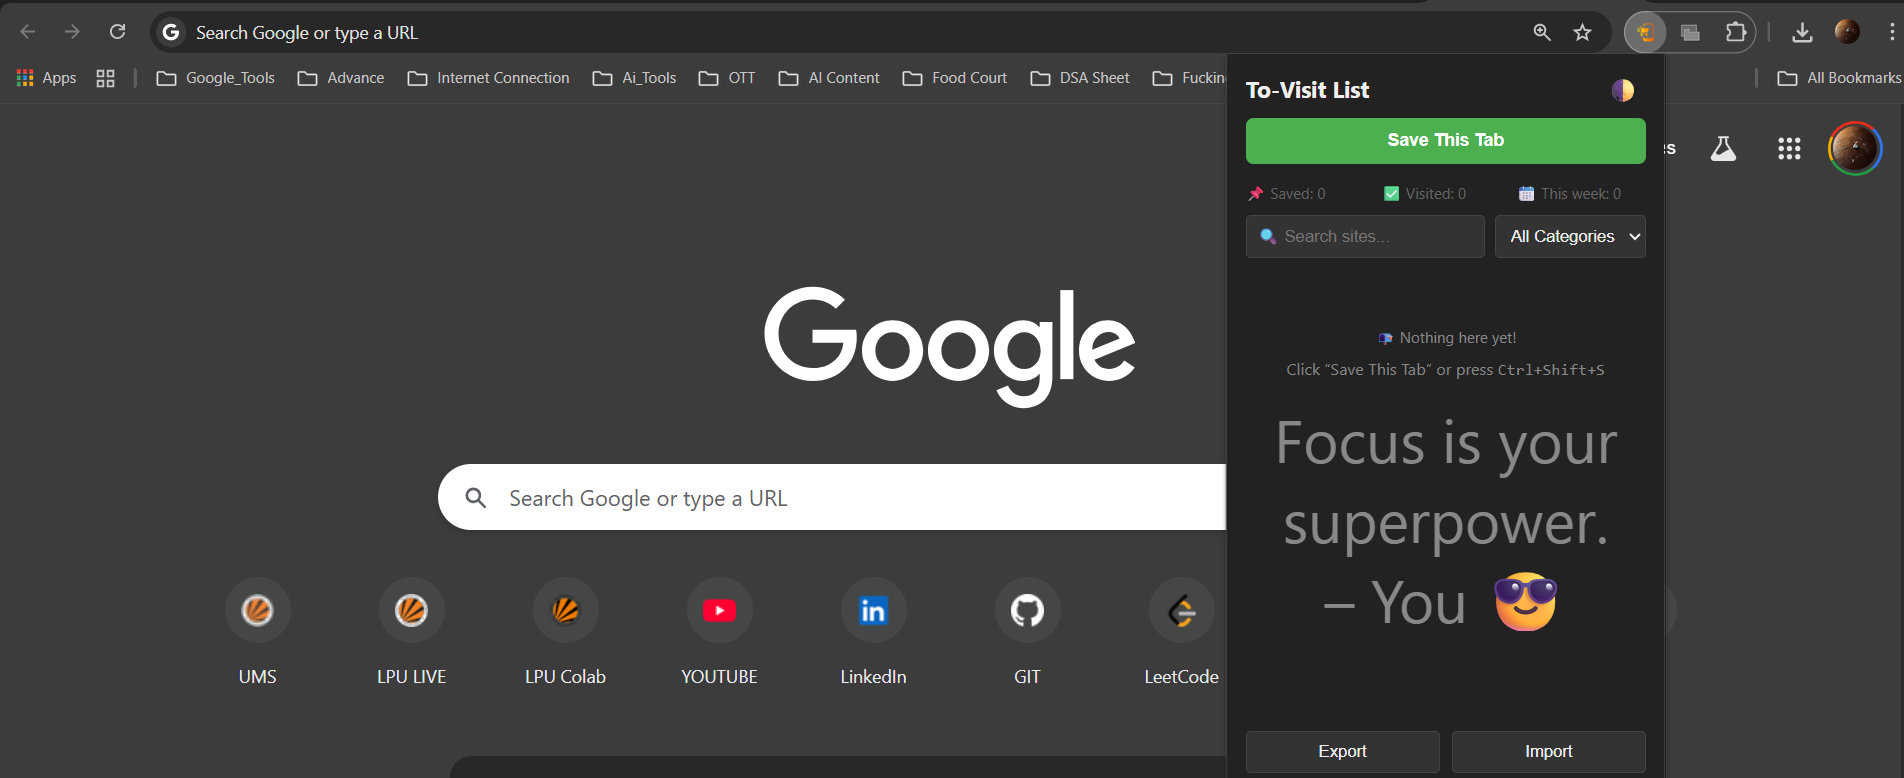 Search Google or type a URL
Apps
Google_Tools
Advance
Internet Connection
Ai_Tools
OTT
AI Content
Food Court
DSA Sheet
All Bookmarks
Google
Search Google or type a URL
UMS
LPU LIVE
LPU Colab
YOUTUBE
LinkedIn
GIT
LeetCode
To-Visit List
Save This Tab
Saved: 0
Visited: 0
This week: 0
Search sites...
All Categories
Nothing here yet!
Click “Save This Tab” or press Ctrl+Shift+S
Focus is your
superpower.
– You
Export
Import